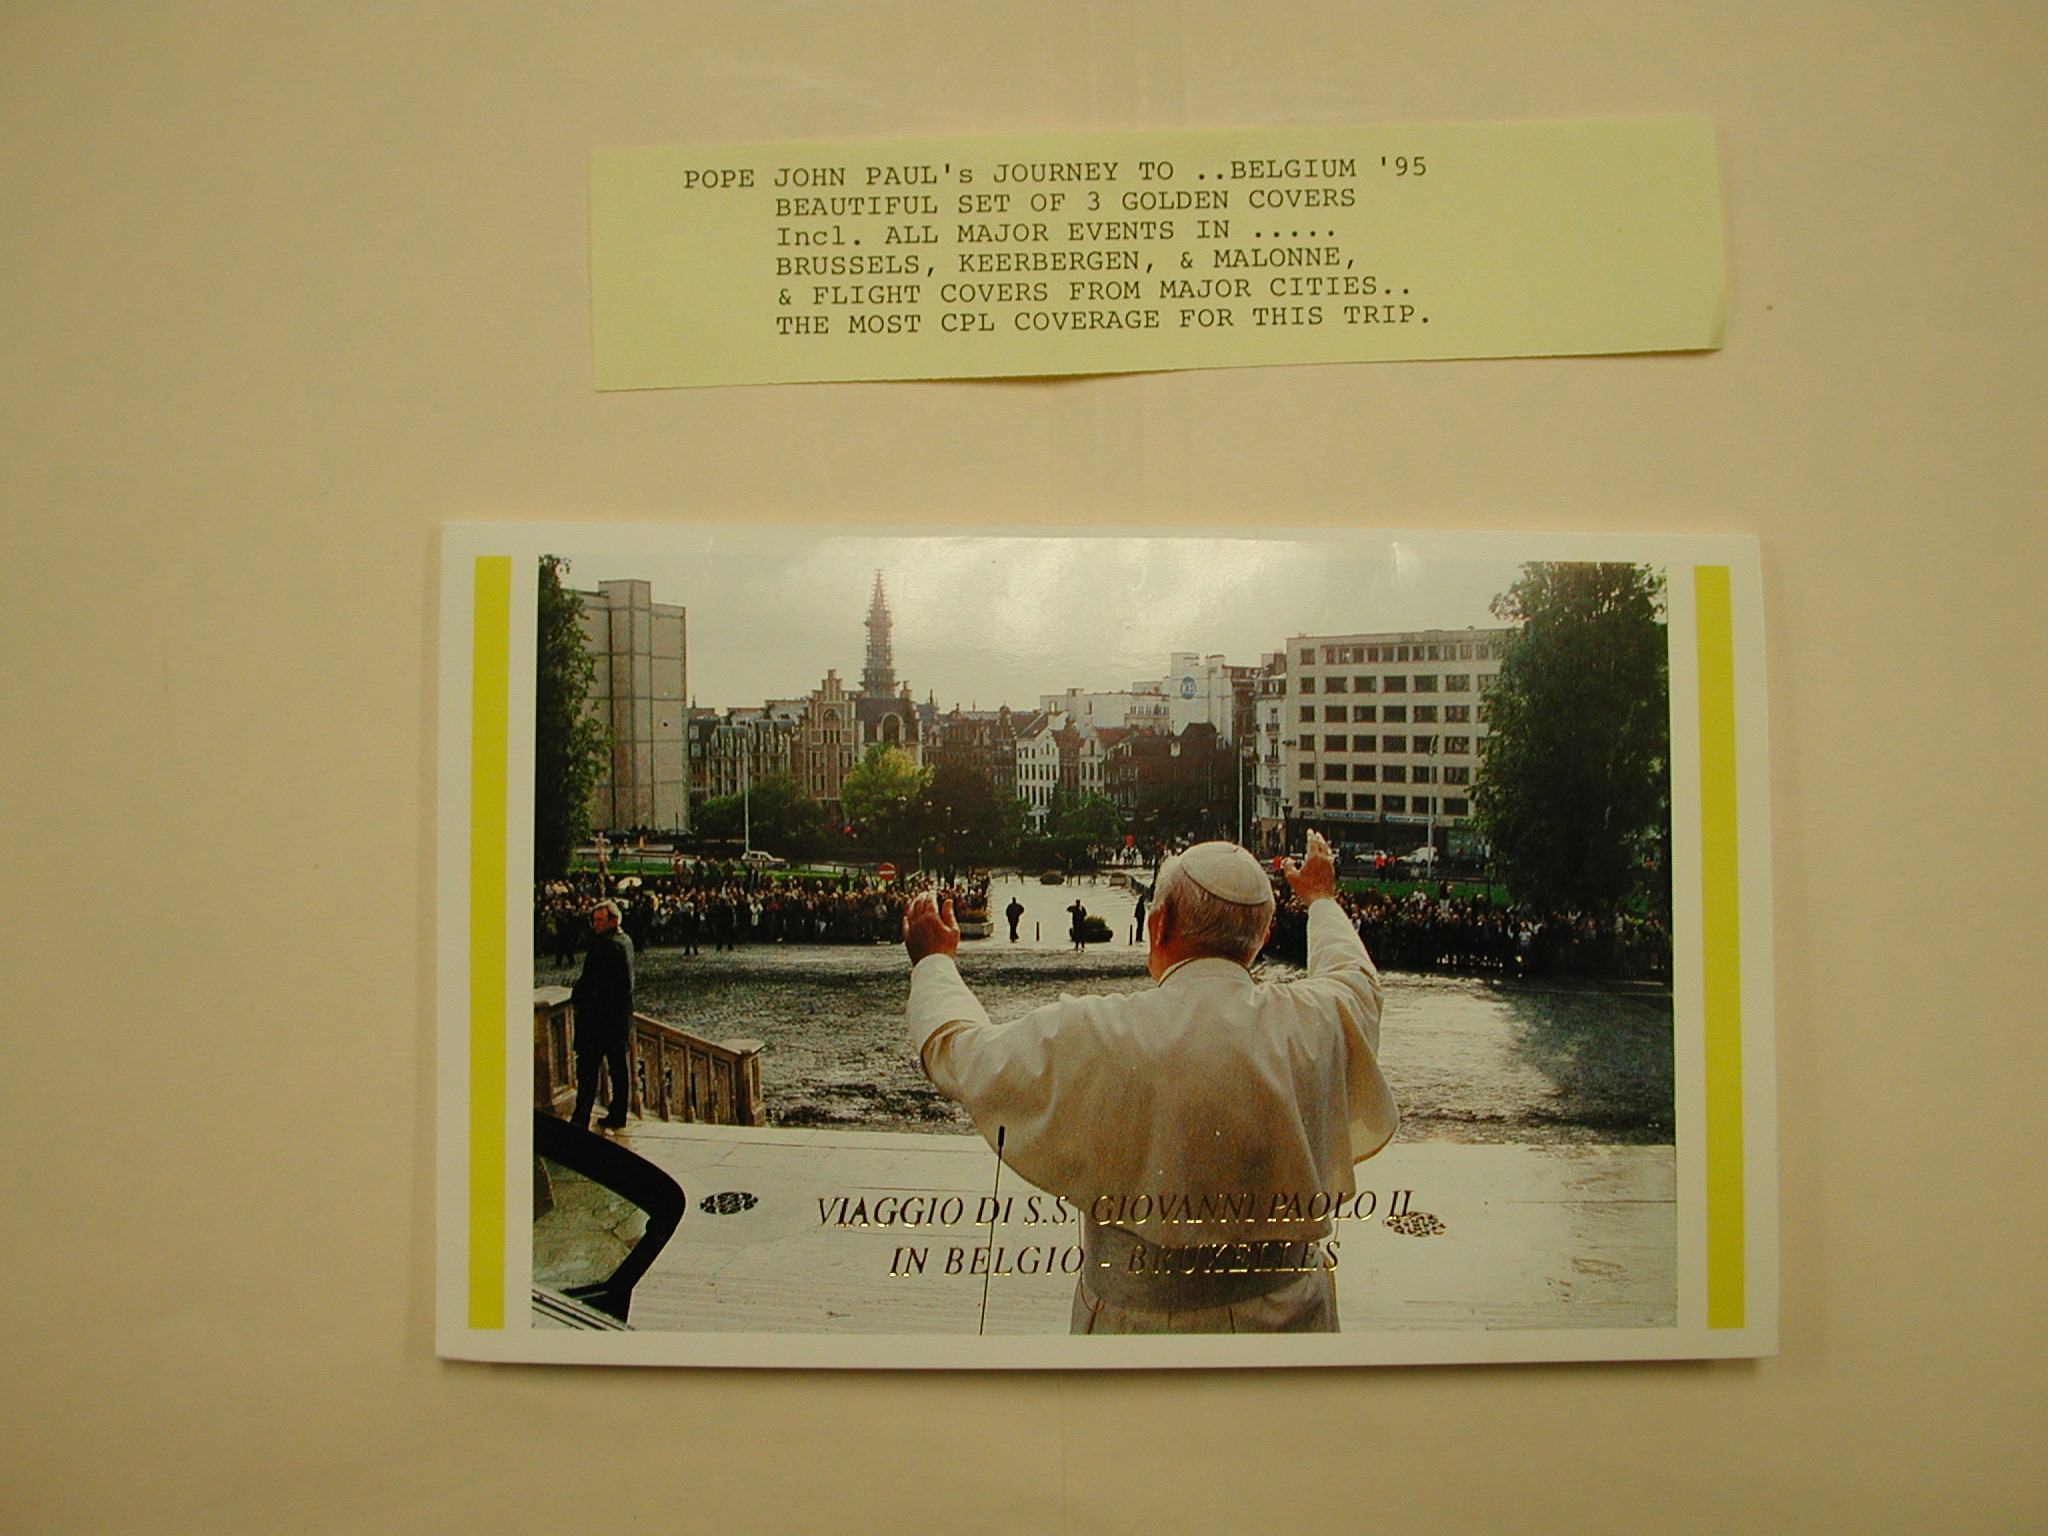 POPE JOHN PAUL's JOURNEY TO ..BELGIUM '95
BEAUTIFUL SET OF 3 GOLDEN COVERS
Incl. ALL MAJOR EVENTS IN .....
BRUSSELS, KEERBERGEN, & MALONNE,
& FLIGHT COVERS FROM MAJOR CITIES..
THE MOST CPL COVERAGE FOR THIS TRIP.
KB
VIAGGIO DI S.S. GIOVANNI PAOLO II
IN BELGIO - BRUXELLES